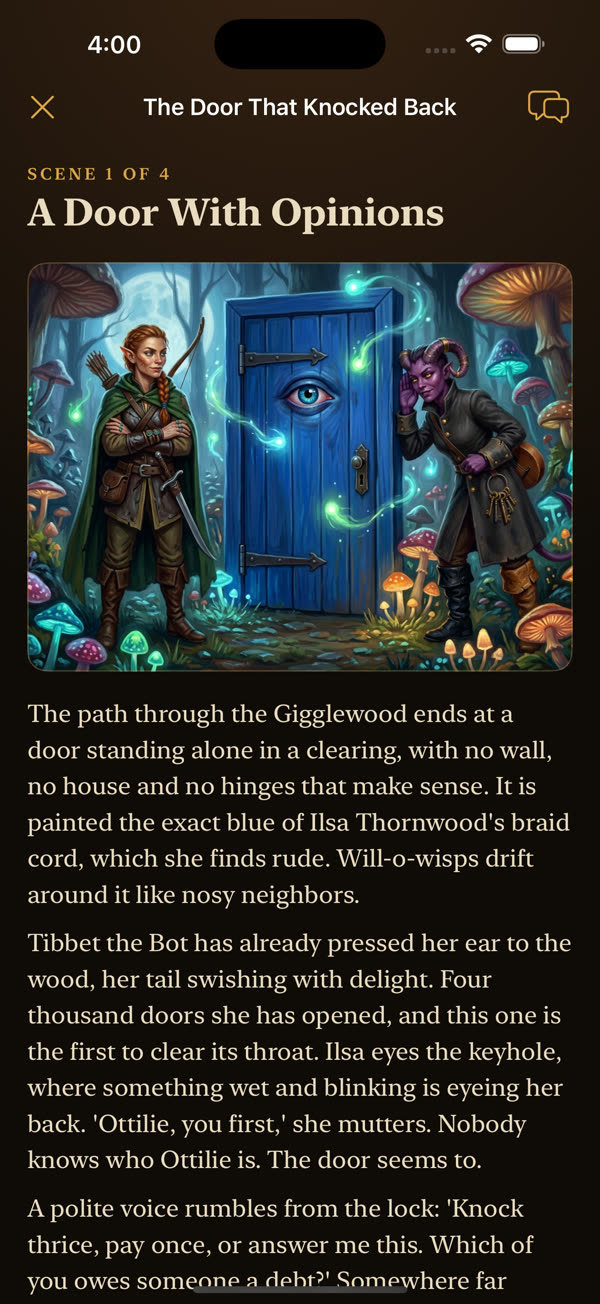 4:00
The Door That Knocked Back
SCENE 1 OF 4
A Door With Opinions
The path through the Gigglewood ends at a
door standing alone in a clearing, with no wall,
no house and no hinges that make sense. It is
painted the exact blue of Ilsa Thornwood's braid
cord, which she finds rude. Will-o-wisps drift
around it like nosy neighbors.
Tibbet the Bot has already pressed her ear to the
wood, her tail swishing with delight. Four
thousand doors she has opened, and this one is
the first to clear its throat. Ilsa eyes the keyhole,
where something wet and blinking is eyeing her
back. 'Ottilie, you first,' she mutters. Nobody
knows who Ottilie is. The door seems to.
A polite voice rumbles from the lock: 'Knock
thrice, pay once, or answer me this. Which of
you owes someone a debt?' Somewhere far